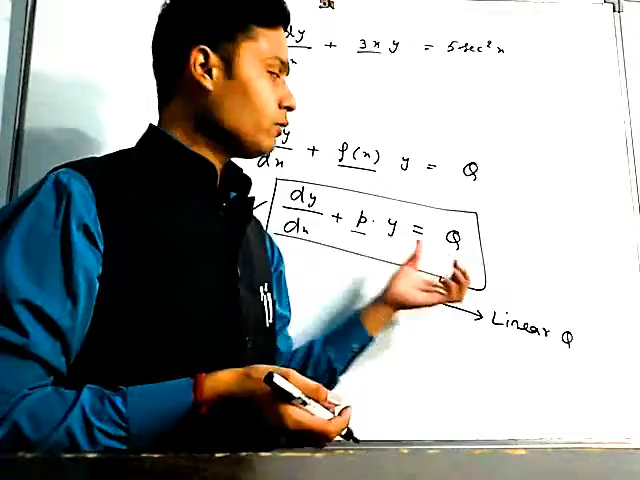 dy/dx + 3x y = 5sec²x
dy/dx + f(x) y = Q
dy/dx + p. y = Q
Linear Q